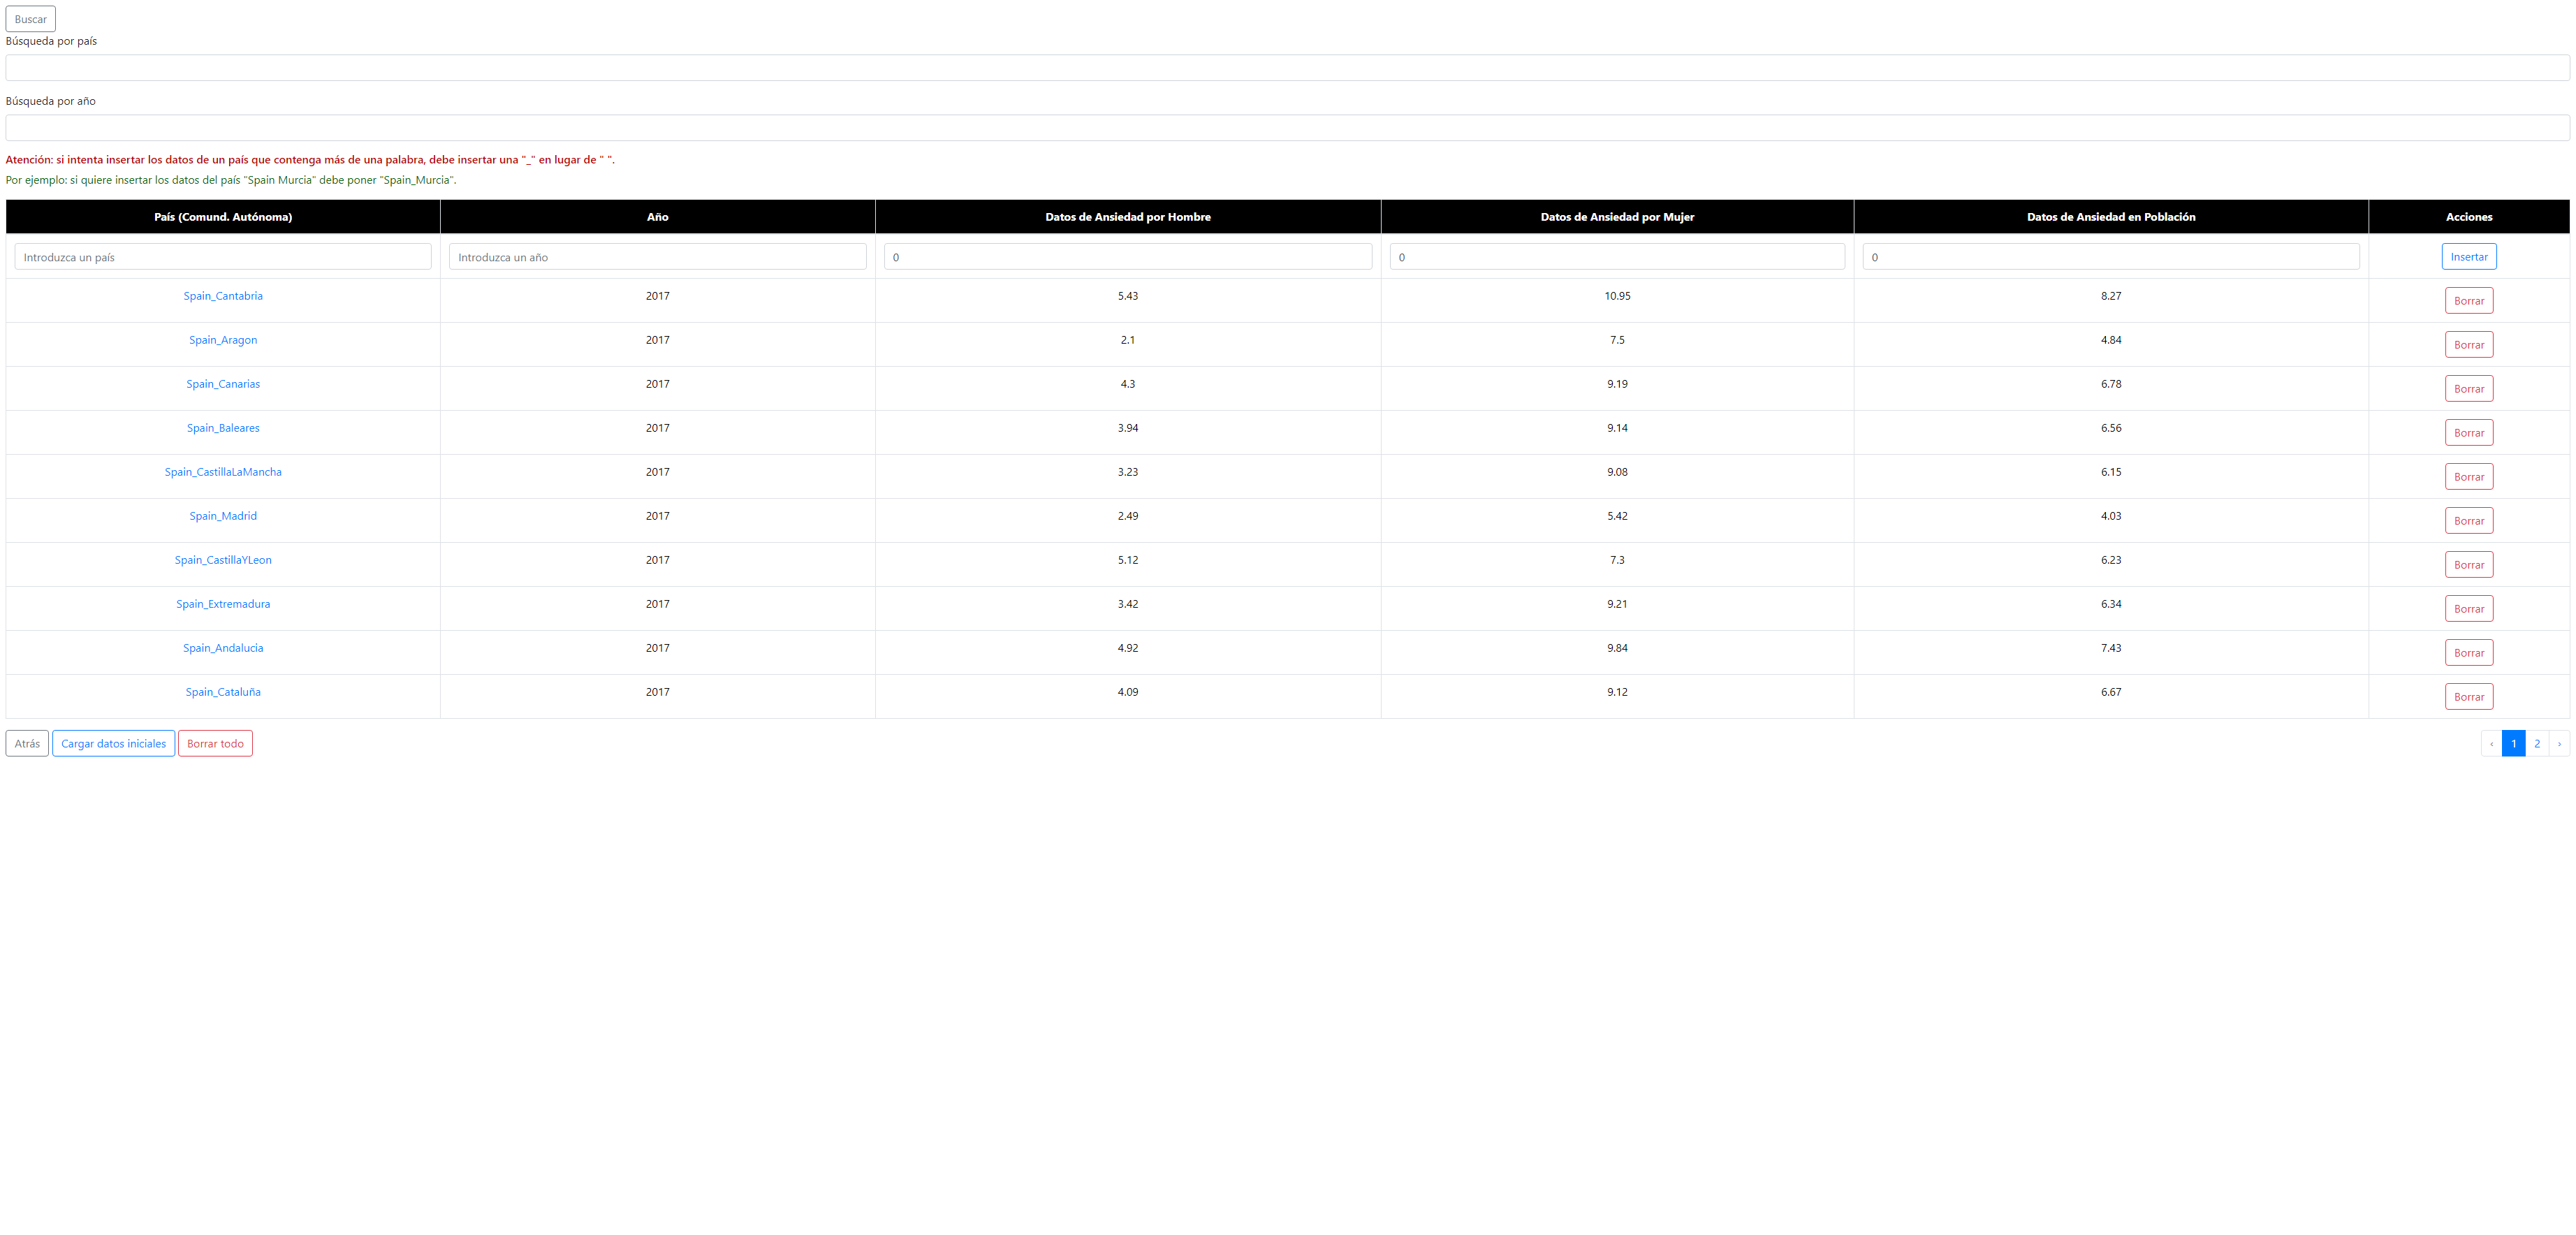 Buscar
Búsqueda por país
Búsqueda por año
Atención: si intenta insertar los datos de un país que contenga más de una palabra, debe insertar una "_" en lugar de " ".
Por ejemplo: si quiere insertar los datos del país "Spain Murcia" debe poner "Spain_Murcia".
País (Comund. Autónoma) Año Datos de Ansiedad por Hombre Datos de Ansiedad por Mujer Datos de Ansiedad en Población Acciones
Introduzca un país Introduzca un año 0 0 0 Insertar
Spain_Cantabria 2017 5.43 10.95 8.27 Borrar
Spain_Aragon 2017 2.1 7.5 4.84 Borrar
Spain_Canarias 2017 4.3 9.19 6.78 Borrar
Spain_Baleares 2017 3.94 9.14 6.56 Borrar
Spain_CastillaLaMancha 2017 3.23 9.08 6.15 Borrar
Spain_Madrid 2017 2.49 5.42 4.03 Borrar
Spain_CastillaYLeon 2017 5.12 7.3 6.23 Borrar
Spain_Extremadura 2017 3.42 9.21 6.34 Borrar
Spain_Andalucia 2017 4.92 9.84 7.43 Borrar
Spain_Cataluña 2017 4.09 9.12 6.67 Borrar
Atrás Cargar datos iniciales Borrar todo ‹ 1 2 ›